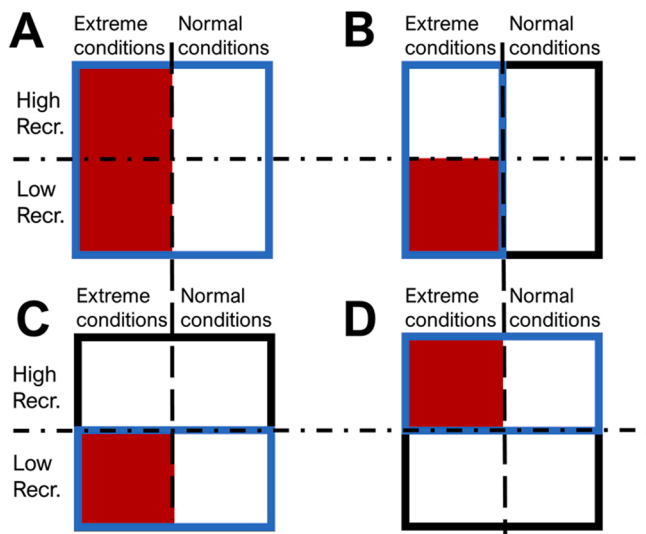 A
Extreme
conditions
Normal
conditions
B
Extreme
conditions
Normal
conditions
High
Recr.
Low
Recr.
C
Extreme
conditions
Normal
conditions
D
Extreme
conditions
Normal
conditions
High
Recr.
Low
Recr.